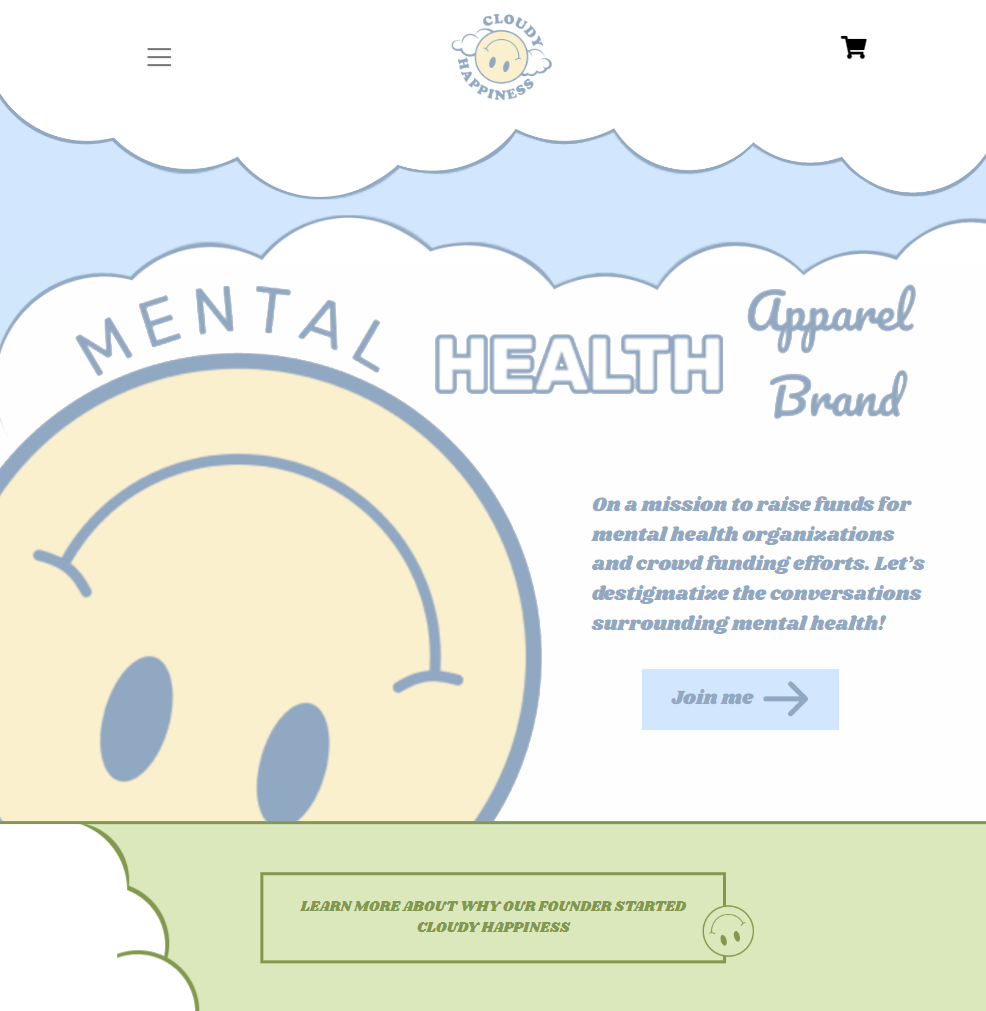 CLOUDY
HAPPINESS
MENTAL
HEALTH
Apparel
Brand
On a mission to raise funds for
mental health organizations
and crowd funding efforts. Let’s
destigmatize the conversations
surrounding mental health!
Join me
LEARN MORE ABOUT WHY OUR FOUNDER STARTED
CLOUDY HAPPINESS